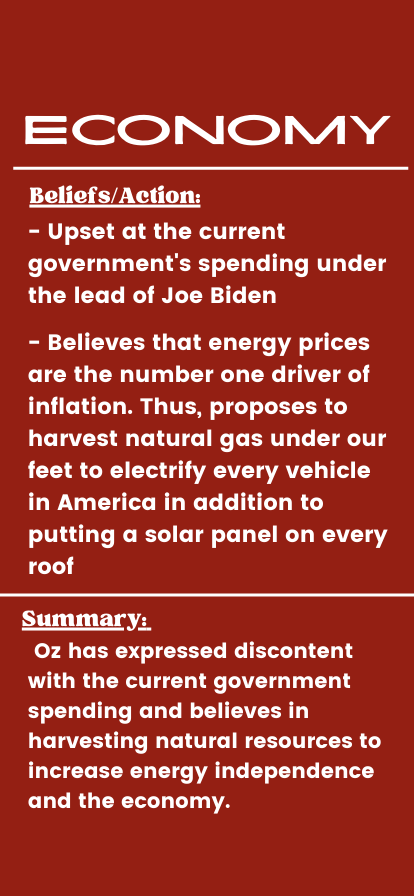 ECONOMY
Beliefs/Action:
- Upset at the current
government's spending under
the lead of Joe Biden
- Believes that energy prices
are the number one driver of
inflation. Thus, proposes to
harvest natural gas under our
feet to electrify every vehicle
in America in addition to
putting a solar panel on every
roof
Summary:
Oz has expressed discontent
with the current government
spending and believes in
harvesting natural resources to
increase energy independence
and the economy.